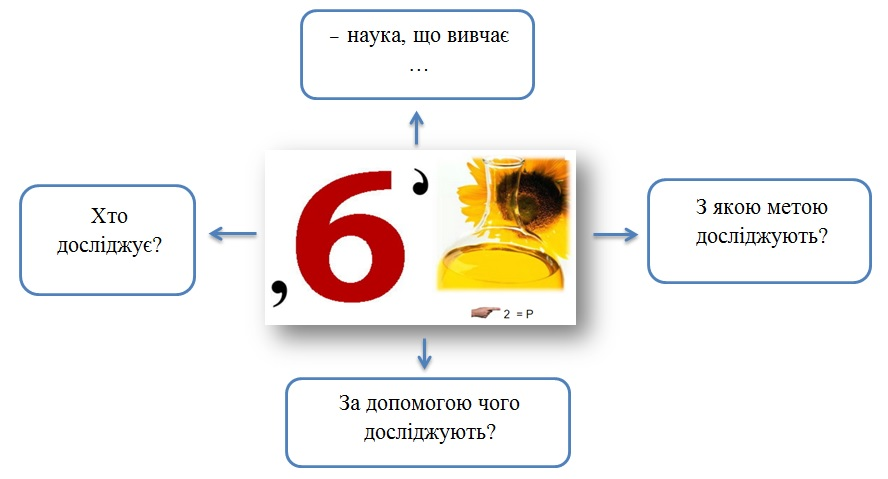 – наука, що вивчає
…
Хто
досліджує?
,6,
З якою метою
досліджують?
2 = Р
За допомогою чого
досліджують?